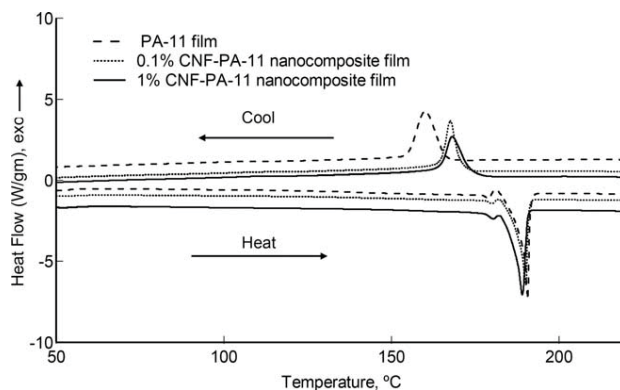 PA-11 film
0.1% CNF-PA-11 nanocomposite film
1% CNF-PA-11 nanocomposite film
Heat Flow (W/gm), exc
10
5
0
-5
-10
Cool
Heat
50
100
150
200
Temperature, ºC